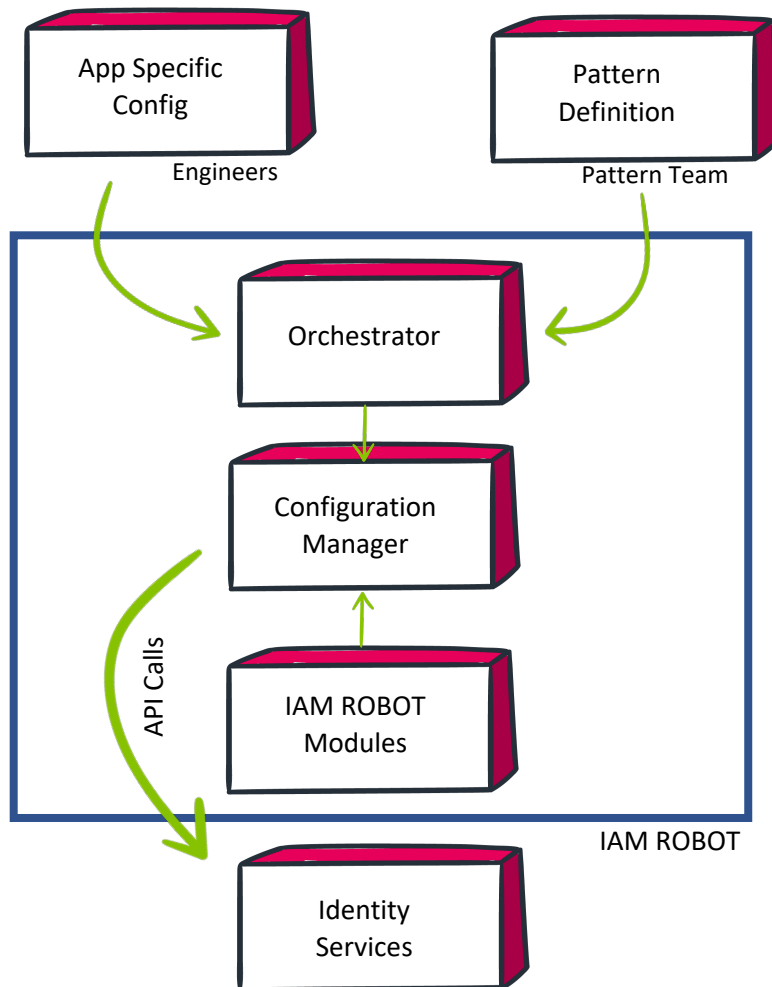 App Specific
Config
Pattern
Definition
Engineers
Pattern Team
Orchestrator
Configuration
Manager
API Calls
IAM ROBOT
Modules
IAM ROBOT
Identity
Services